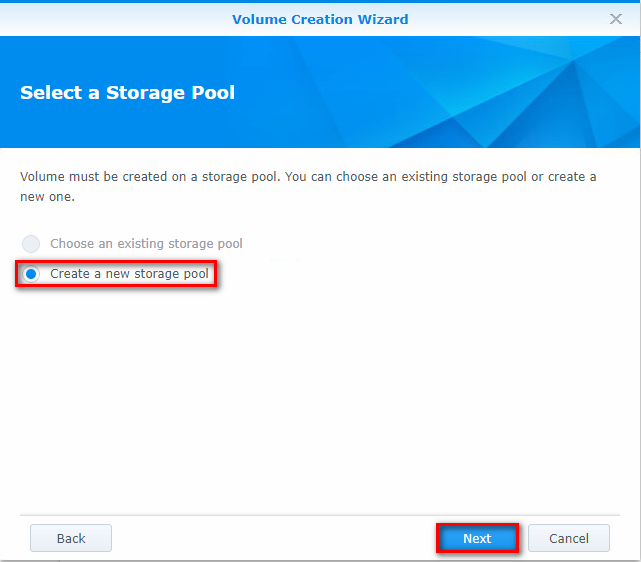 Volume Creation Wizard
Select a Storage Pool
Volume must be created on a storage pool. You can choose an existing storage pool or create a
new one.
Choose an existing storage pool
Create a new storage pool
Back
Next
Cancel